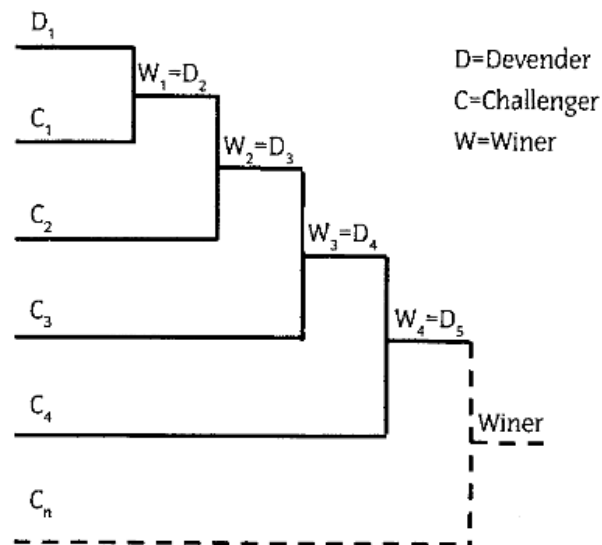 D₁
W₁=D₂
C₁
W₂=D₃
C₂
W₃=D₄
C₃
W₄=D₅
C₄
Winer
Cₙ
D=Devender
C=Challenger
W=Winer